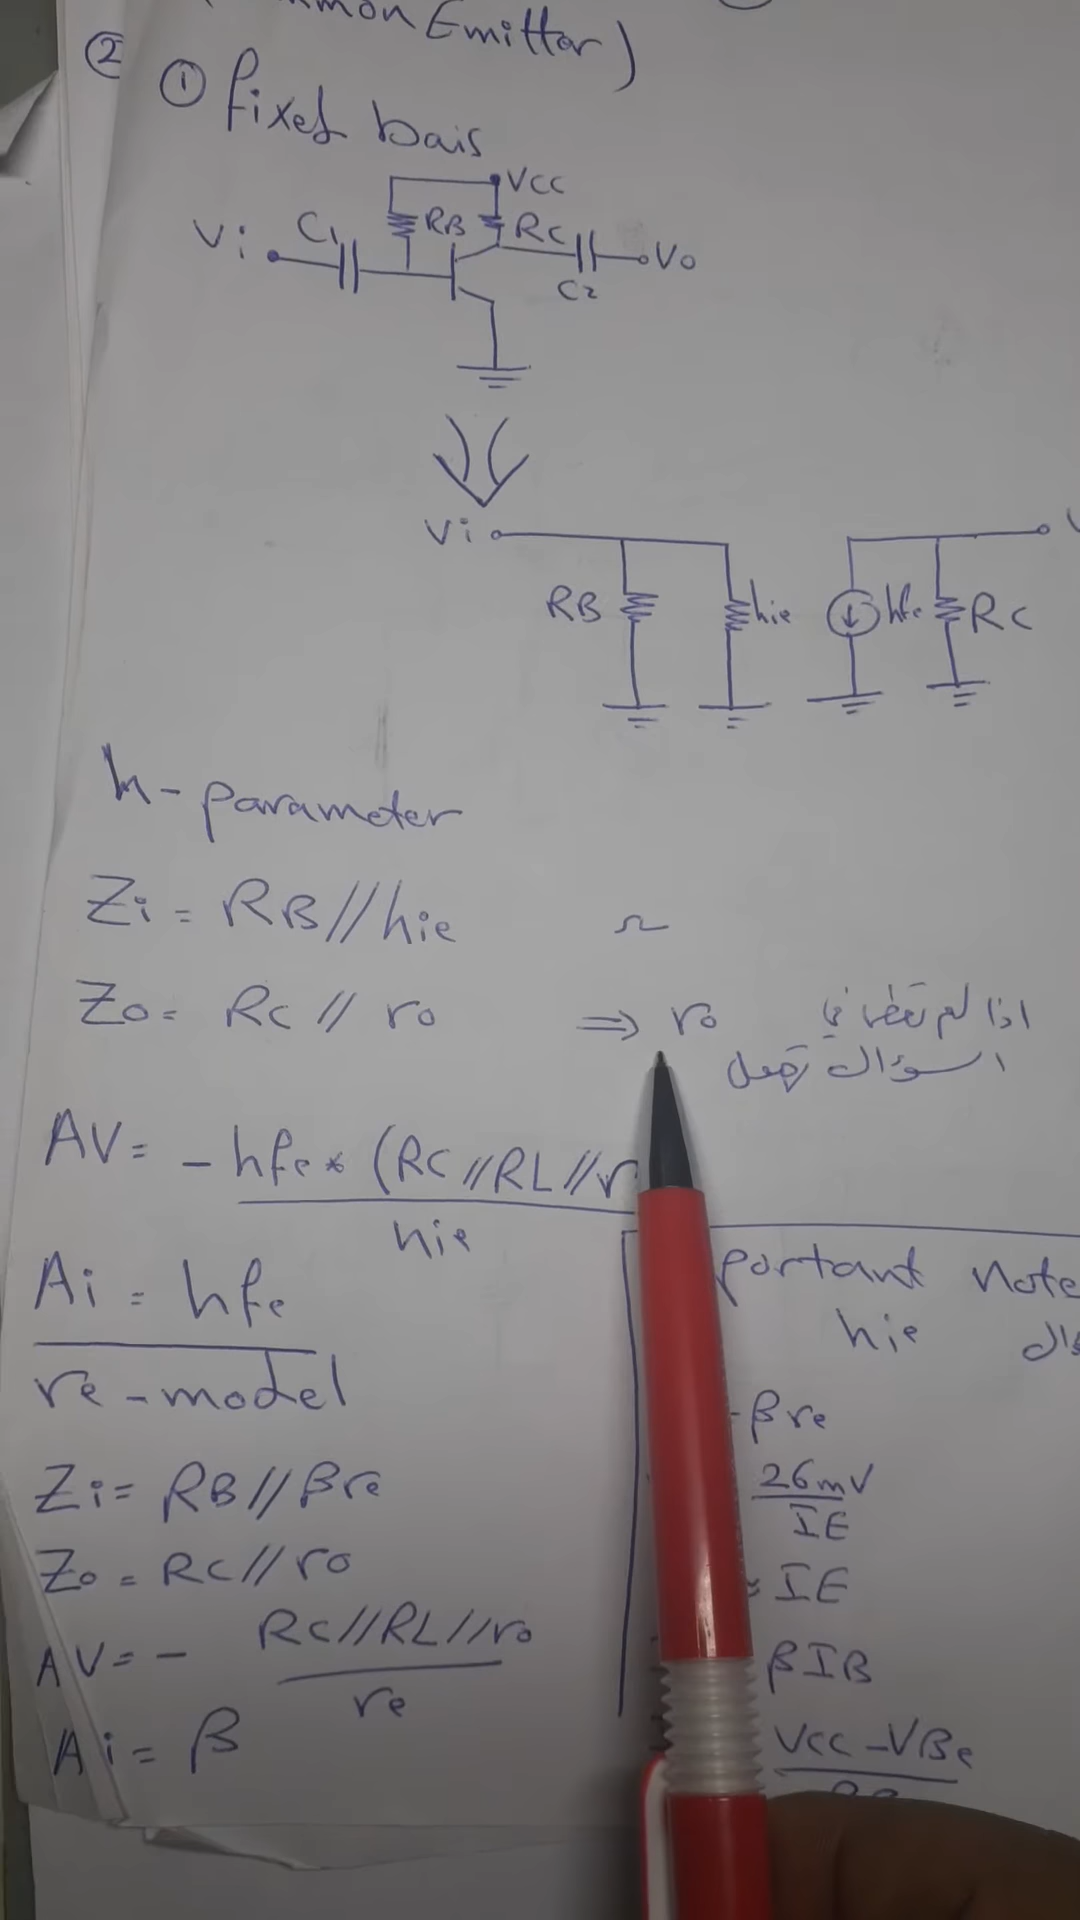 mmon Emitter)
②
① fixed bais
VCC
Vi C1 RB RC Vo
C2
Vi V
RB hie hfe RC
h-parameter
Zi = RB//hie
Zo = Rc // ro ⇒ ro اذا لم تعطى في
السؤال تهمل
AV = - hfe * (RC//RL//r
hie
Ai = hfe
re-model
Zi = RB//βre
Zo = RC//ro
AV = - RC//RL//ro
re
Ai = β
portant Note
hie
βre
26mV
IE
≈ IE
βIB
VCC-VBe